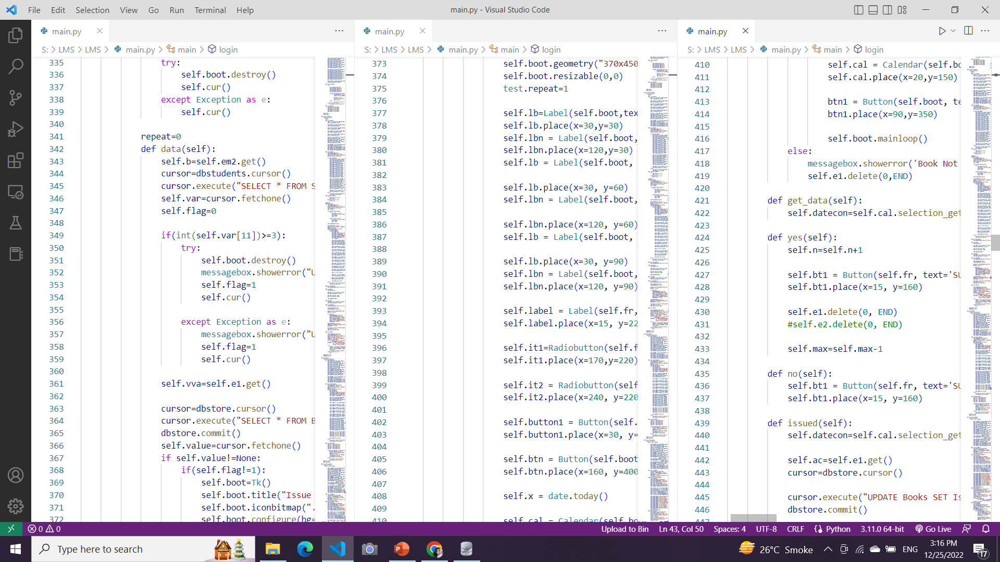 File Edit Selection View Go Run Terminal Help
main.py - Visual Studio Code
main.py
S: > LMS > LMS > main.py > main > login
335 try:
336 self.boot.destroy()
337 self.cur()
338 except Exception as e:
339 self.cur()
340
341 repeat=0
342 def data(self):
343 self.b=self.em2.get()
344 cursor=dbstudents.cursor()
345 cursor.execute("SELECT * FROM S
346 self.var=cursor.fetchone()
347 self.flag=0
348
349 if(int(self.var[11])>=3):
350 try:
351 self.boot.destroy()
352 messagebox.showerror("U
353 self.flag=1
354 self.cur()
355
356 except Exception as e:
357 messagebox.showerror("U
358 self.flag=1
359 self.cur()
360
361 self.vva=self.e1.get()
362
363 cursor=dbstore.cursor()
364 cursor.execute("SELECT * FROM B
365 dbstore.commit()
366 self.value=cursor.fetchone()
367 if self.value!=None:
368 if(self.flag!=1):
369 self.boot=Tk()
370 self.boot.title("Issue
371 self.boot.iconbitmap(".
372 self.boot.configure(bg=
main.py
S: > LMS > LMS > main.py > main > login
373 self.boot.geometry("370x450
374 self.boot.resizable(0,0)
375 test.repeat=1
376
377 self.lb=Label(self.boot,tex
378 self.lb.place(x=30,y=30)
379 self.lbn = Label(self.boot,
380 self.lbn.place(x=120,y=30)
381 self.lb = Label(self.boot,
382
383 self.lb.place(x=30, y=60)
384 self.lbn = Label(self.boot,
385
386 self.lbn.place(x=120, y=60)
387 self.lb = Label(self.boot,
388
389 self.lb.place(x=30, y=90)
390 self.lbn = Label(self.boot,
391 self.lbn.place(x=120, y=90)
392
393 self.label = Label(self.fr,
394 self.label.place(x=15, y=22
395
396 self.it1=Radiobutton(self.f
397 self.it1.place(x=170,y=220)
398
399 self.it2 = Radiobutton(self
400 self.it2.place(x=240, y=220
401
402 self.button1 = Button(self.
403 self.button1.place(x=30, y=
404
405 self.btn = Button(self.boot
406 self.btn.place(x=160, y=400
407
408 self.x = date.today()
409
410 self.cal = Calendar(self.bo
main.py
S: > LMS > LMS > main.py > main > login
410 self.cal = Calendar(self.bo
411 self.cal.place(x=20,y=150)
412
413 btn1 = Button(self.boot, te
414 btn1.place(x=90,y=350)
415
416 self.boot.mainloop()
417 else:
418 messagebox.showerror('Book Not
419 self.e1.delete(0,END)
420
421 def get_data(self):
422 self.datecon=self.cal.selection_get
423
424 def yes(self):
425 self.n=self.n+1
426
427 self.bt1 = Button(self.fr, text='SU
428 self.bt1.place(x=15, y=160)
429
430 self.e1.delete(0, END)
431 #self.e2.delete(0, END)
432
433 self.max=self.max-1
434
435 def no(self):
436 self.bt1 = Button(self.fr, text='SU
437 self.bt1.place(x=15, y=160)
438
439 def issued(self):
440 self.datecon=self.cal.selection_get
441
442 self.ac=self.e1.get()
443 cursor=dbstore.cursor()
444
445 cursor.execute("UPDATE Books SET Is
446 dbstore.commit()
447
0 0 Upload to Bin Ln 43, Col 50 Spaces: 4 UTF-8 CRLF Python 3.11.0 64-bit Go Live
Type here to search 26°C Smoke ENG 3:16 PM
12/25/2022 17